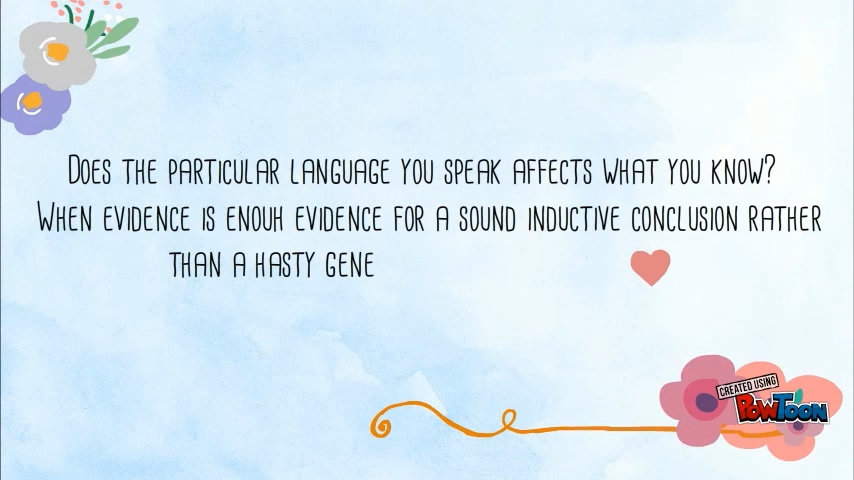 DOES THE PARTICULAR LANGUAGE YOU SPEAK AFFECTS WHAT YOU KNOW?
WHEN EVIDENCE IS ENOUH EVIDENCE FOR A SOUND INDUCTIVE CONCLUSION RATHER
THAN A HASTY GENE
CREATED USING
POWTOON